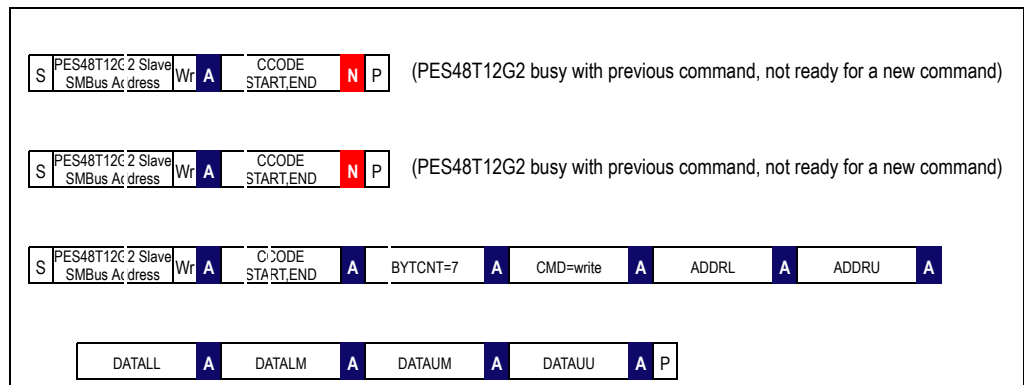 S PES48T12G2 Slave SMBus Address Wr A CCODE START,END N P (PES48T12G2 busy with previous command, not ready for a new command)
S PES48T12G2 Slave SMBus Address Wr A CCODE START,END N P (PES48T12G2 busy with previous command, not ready for a new command)
S PES48T12G2 Slave SMBus Address Wr A CCODE START,END A BYTCNT=7 A CMD=write A ADDRL A ADDRU A
DATALL A DATALM A DATAUM A DATAUU A P